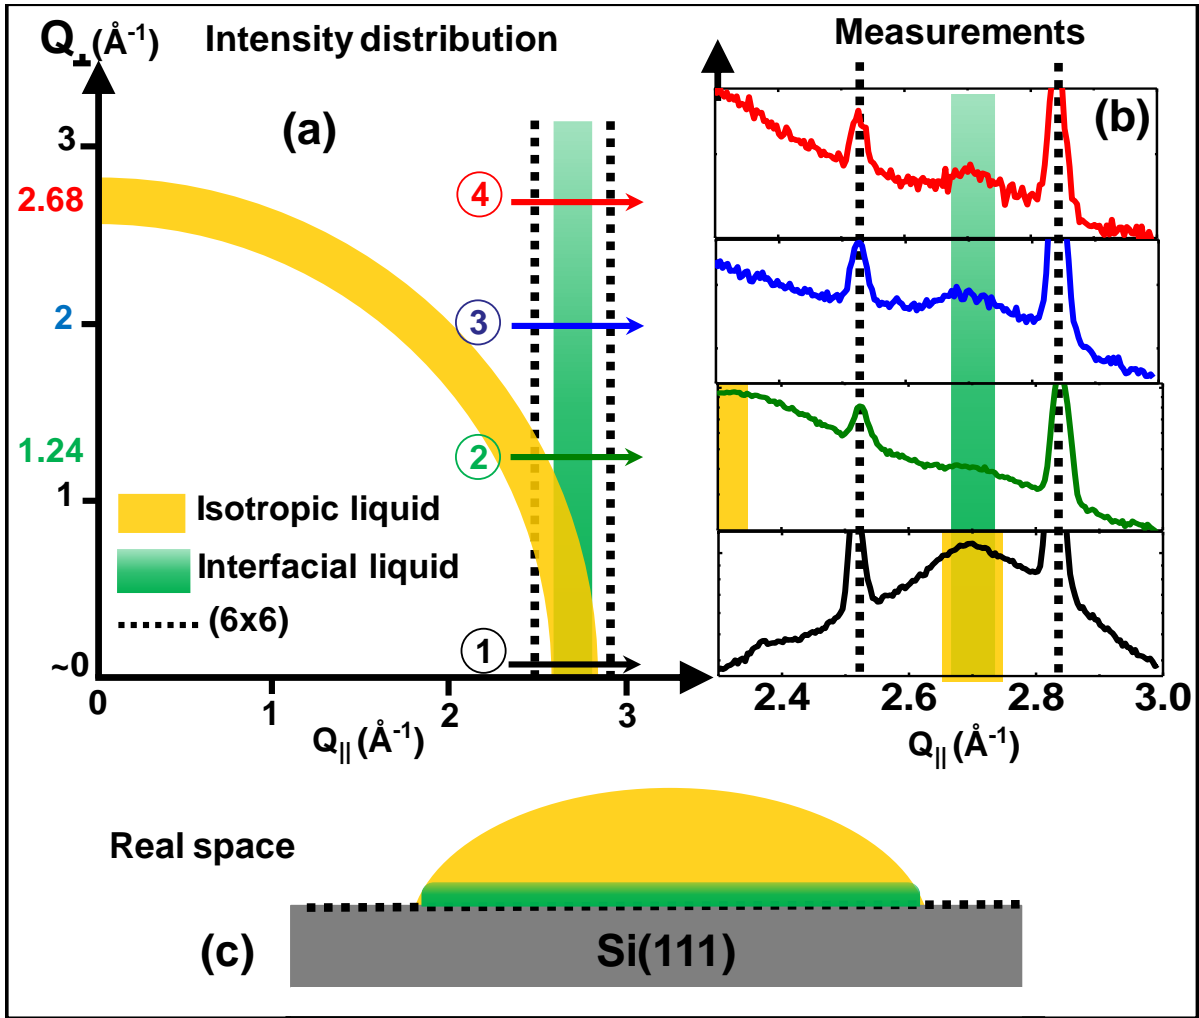 Q⊥(Å-1) Intensity distribution
(a)
3
2.68
2
1.24
1
~0
4
3
2
1
Isotropic liquid
Interfacial liquid
(6x6)
0 1 2 3
Q||(Å-1)
Measurements
(b)
2.4 2.6 2.8 3.0
Q||(Å-1)
Real space
(c)
Si(111)